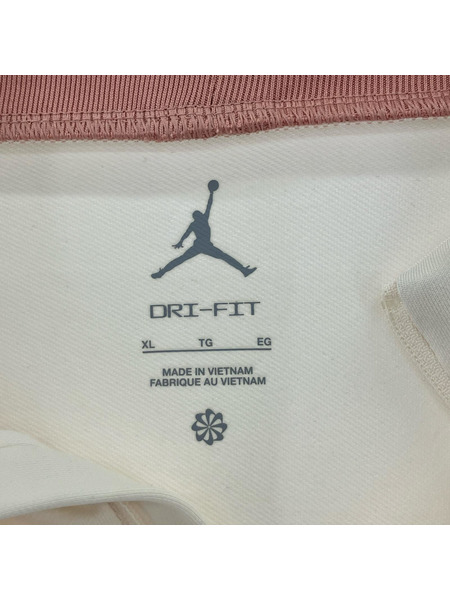 DRI-FIT
XL TG EG
MADE IN VIETNAM
FABRIQUE AU VIETNAM